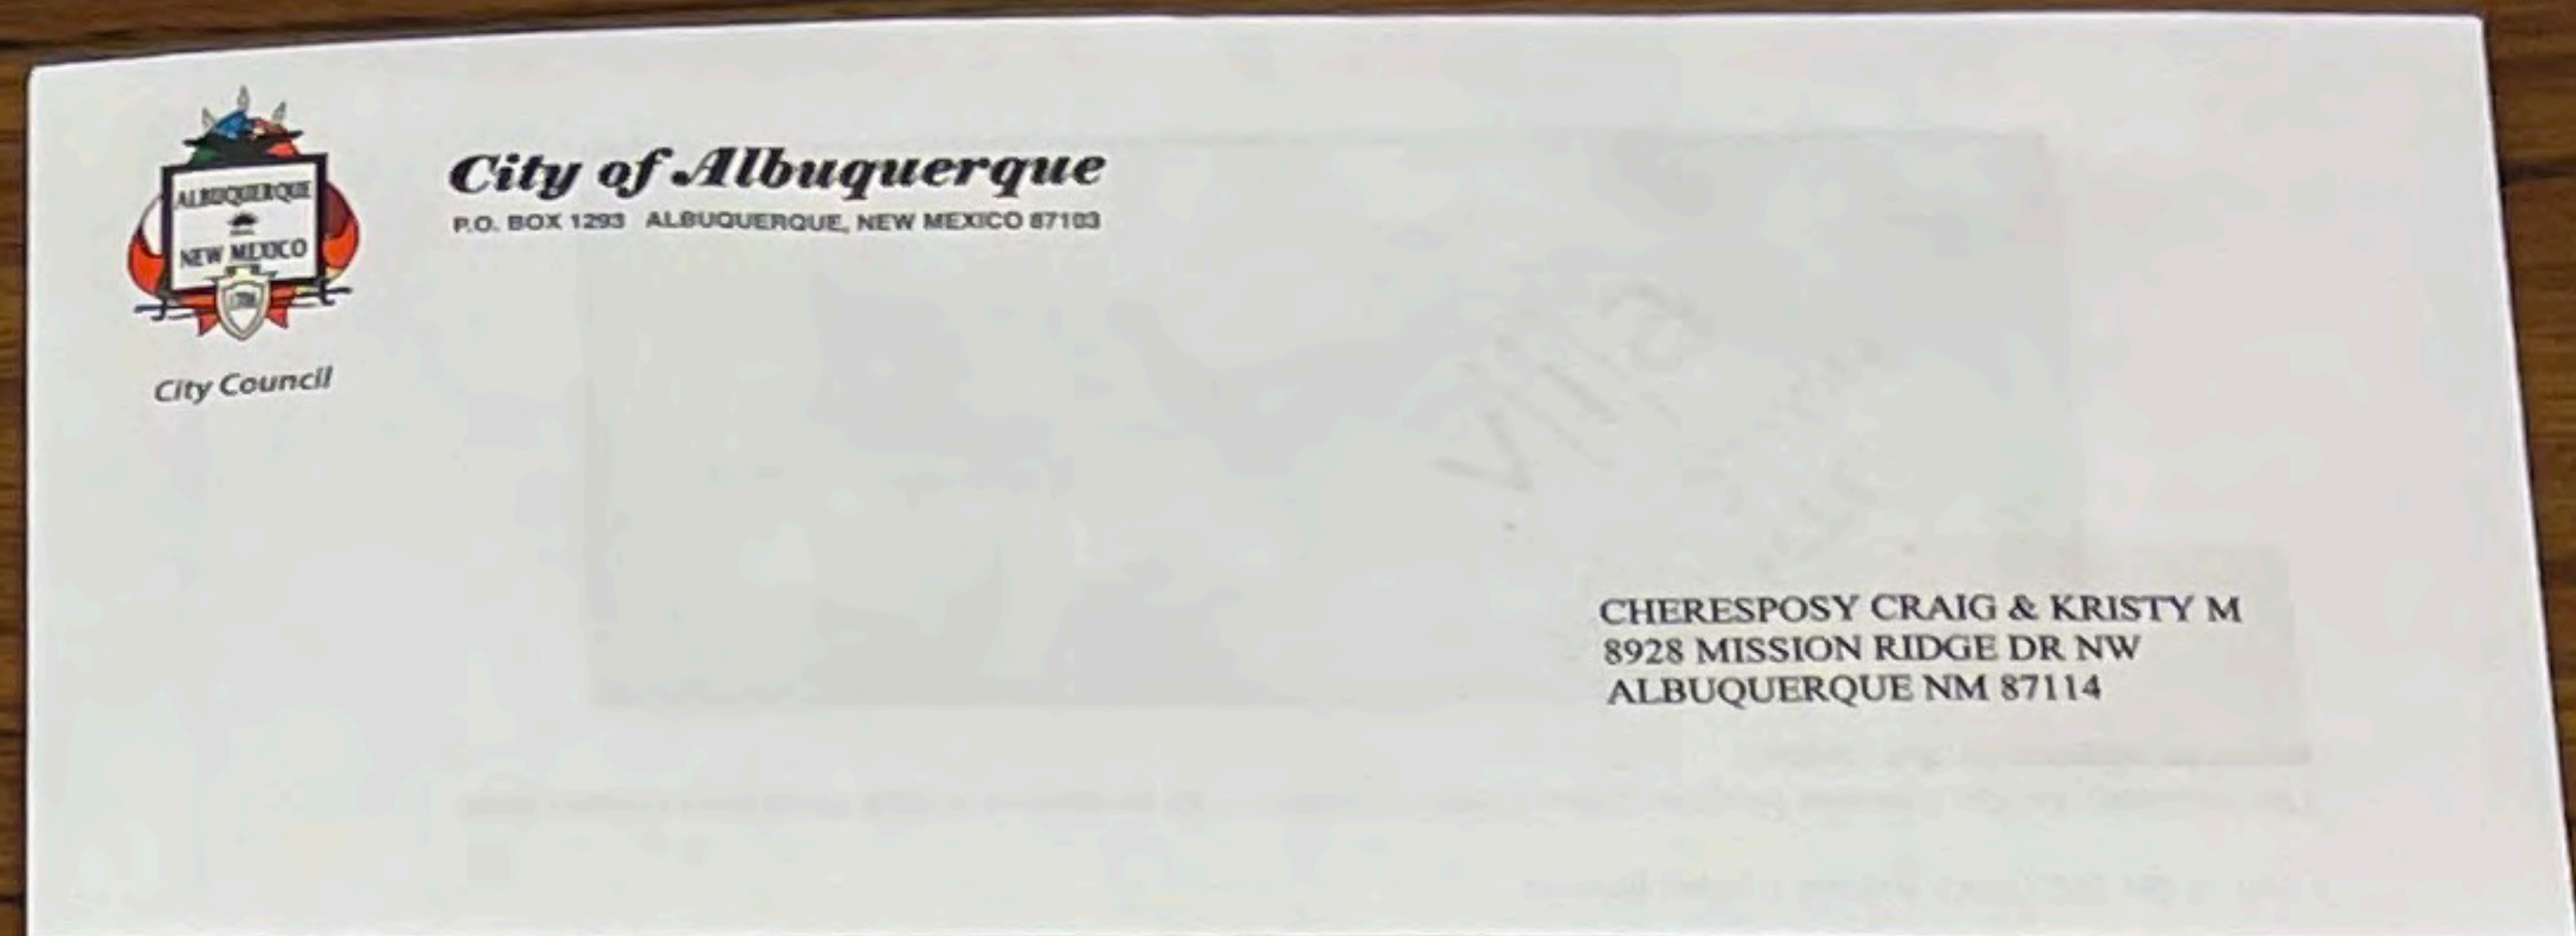 ALBUQUERQUE
NEW MEXICO
1706
City Council
City of Albuquerque
P.O. BOX 1293 ALBUQUERQUE, NEW MEXICO 87103
CHERESPOSY CRAIG & KRISTY M
8928 MISSION RIDGE DR NW
ALBUQUERQUE NM 87114